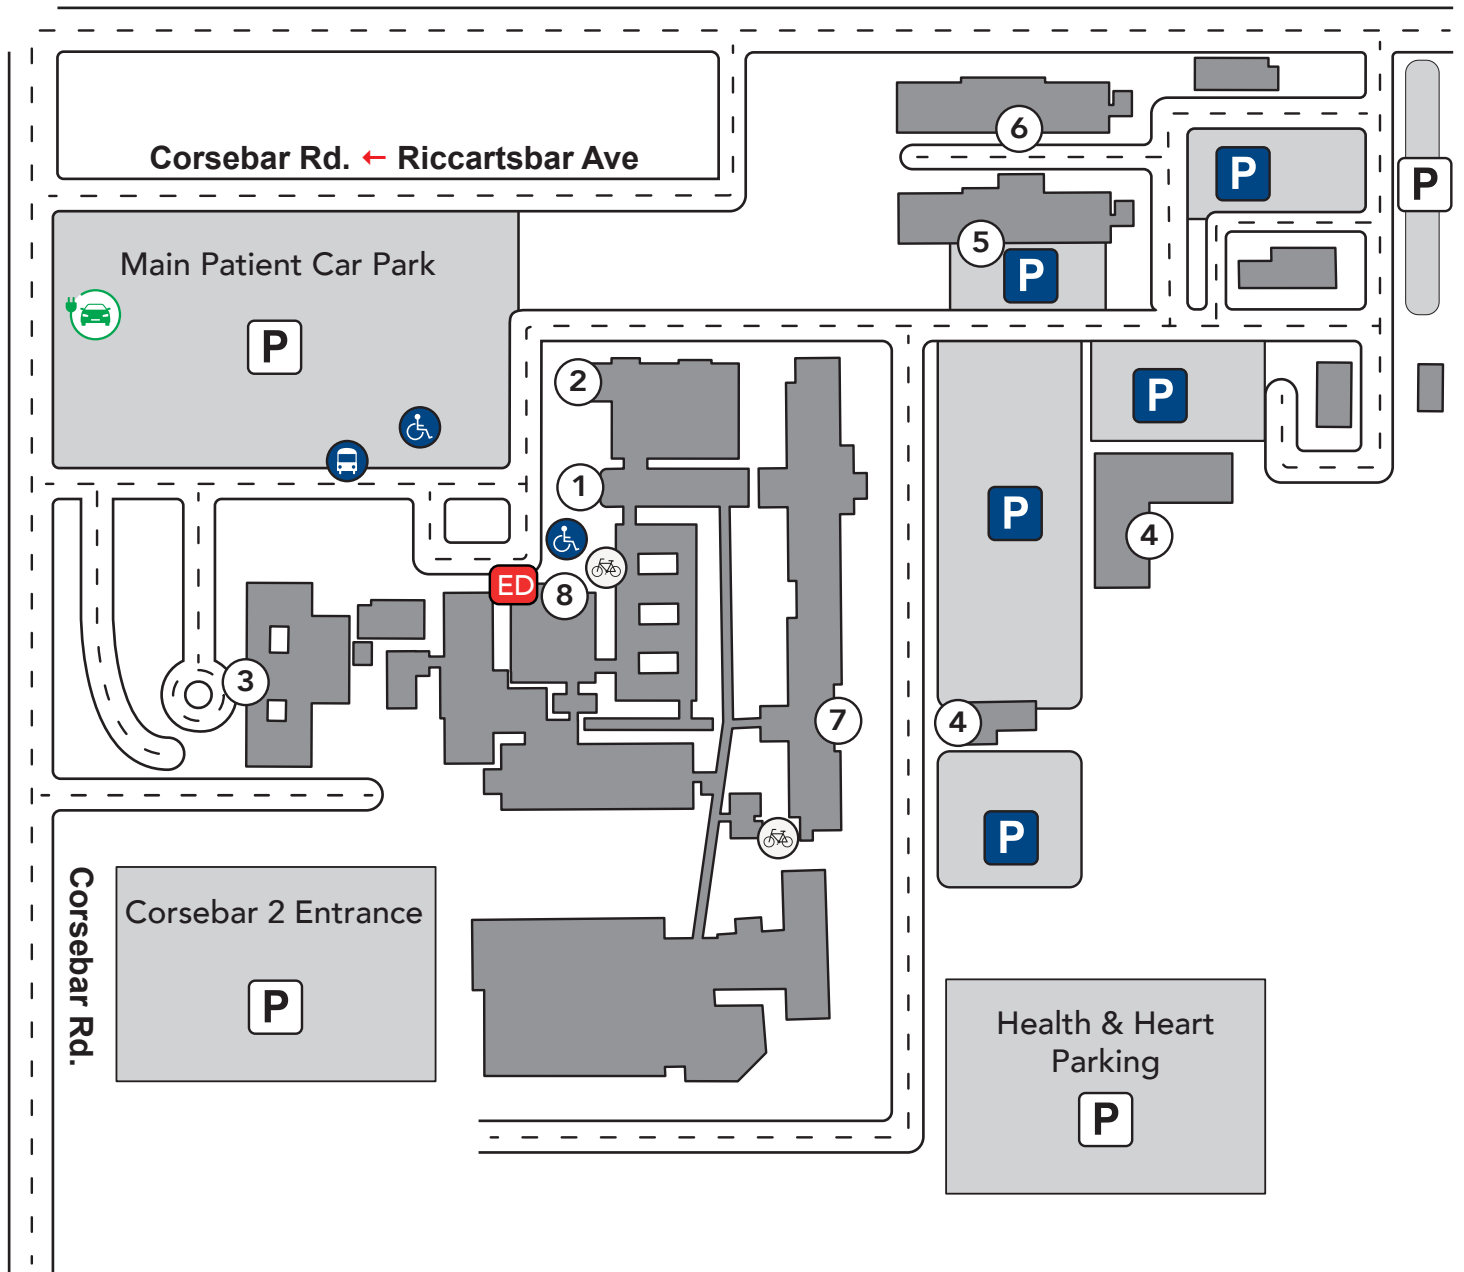 Corsebar Rd. ← Riccartsbar Ave
6
P
P
5
P
Main Patient Car Park
P
2
P
1
P
4
ED
8
3
4
7
P
Corsebar Rd.
Corsebar 2 Entrance
P
Health & Heart
Parking
P